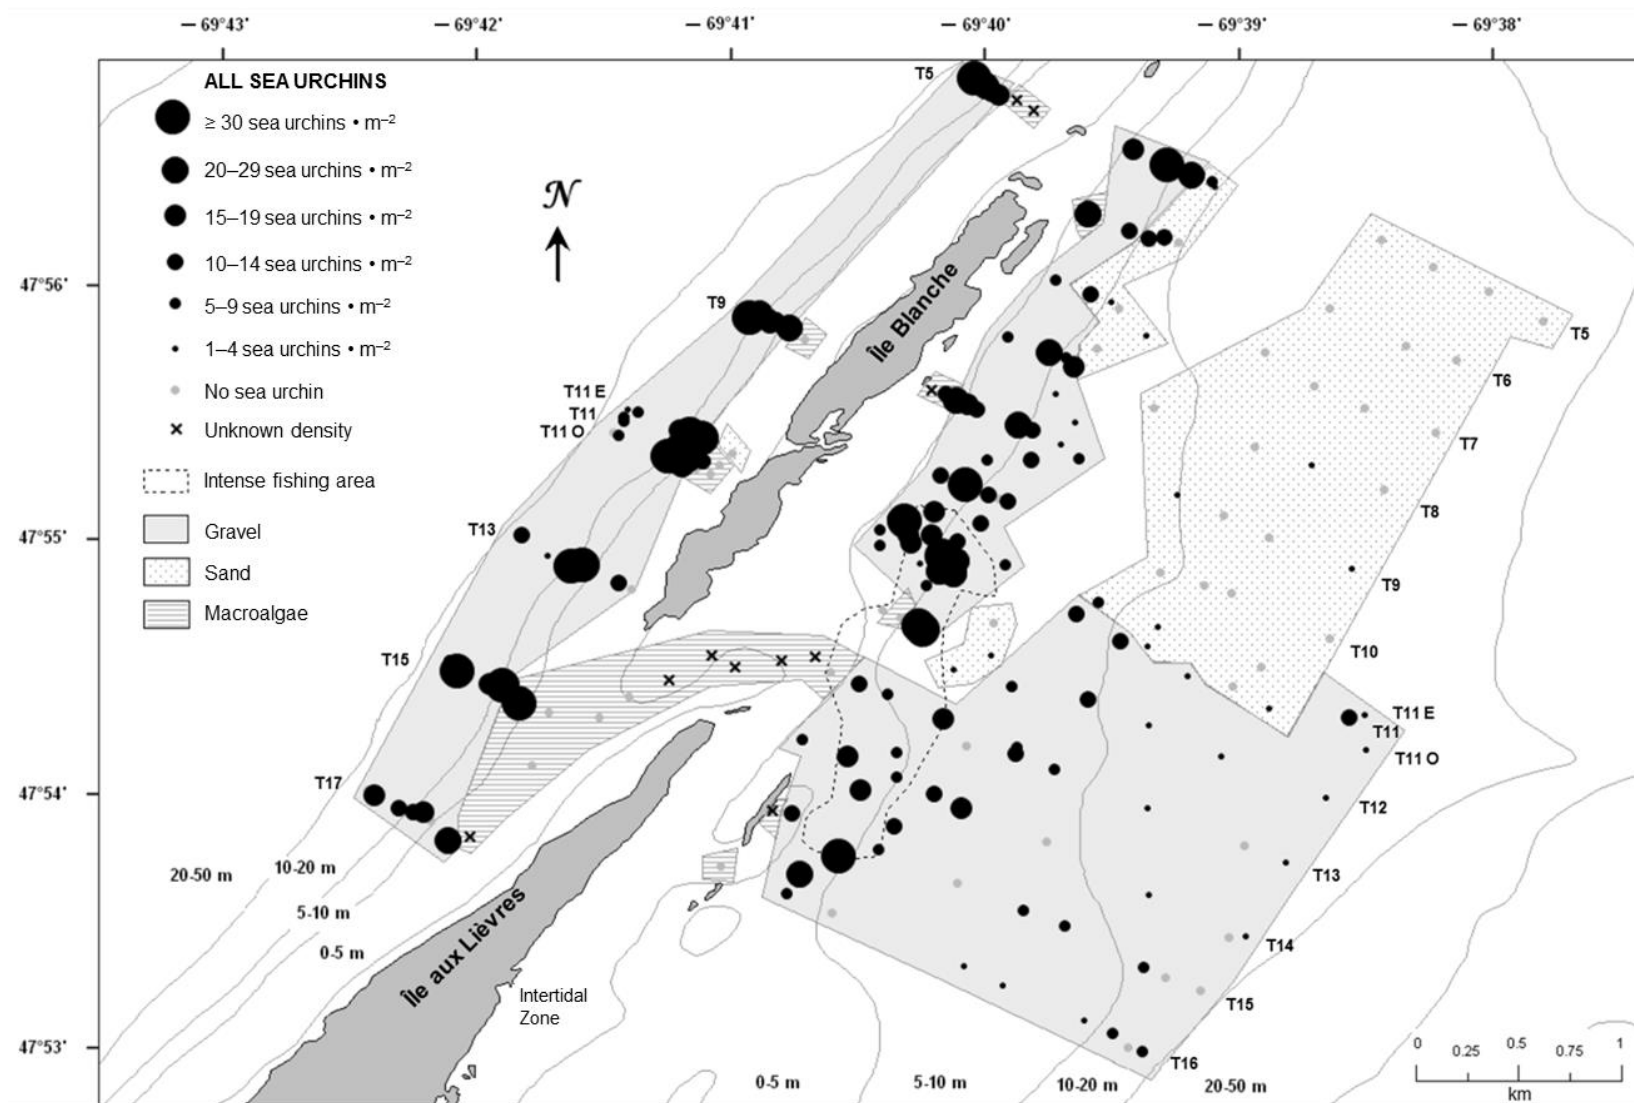 – 69°43'
– 69°42'
– 69°41'
– 69°40'
– 69°39'
– 69°38'
ALL SEA URCHINS
≥ 30 sea urchins • m–2
20–29 sea urchins • m–2
15–19 sea urchins • m–2
10–14 sea urchins • m–2
5–9 sea urchins • m–2
1–4 sea urchins • m–2
No sea urchin
Unknown density
Intense fishing area
Gravel
Sand
Macroalgae
N
47°56'
47°55'
47°54'
47°53'
T5
T9
T11 E
T11
T11 O
T13
T15
T17
Île Blanche
Île aux Lièvres
Intertidal
Zone
20-50 m
10-20 m
5-10 m
0-5 m
T5
T6
T7
T8
T9
T10
T11 E
T11
T11 O
T12
T13
T14
T15
T16
0-5 m
5-10 m
10-20 m
20-50 m
0 0.25 0.5 0.75 1
km